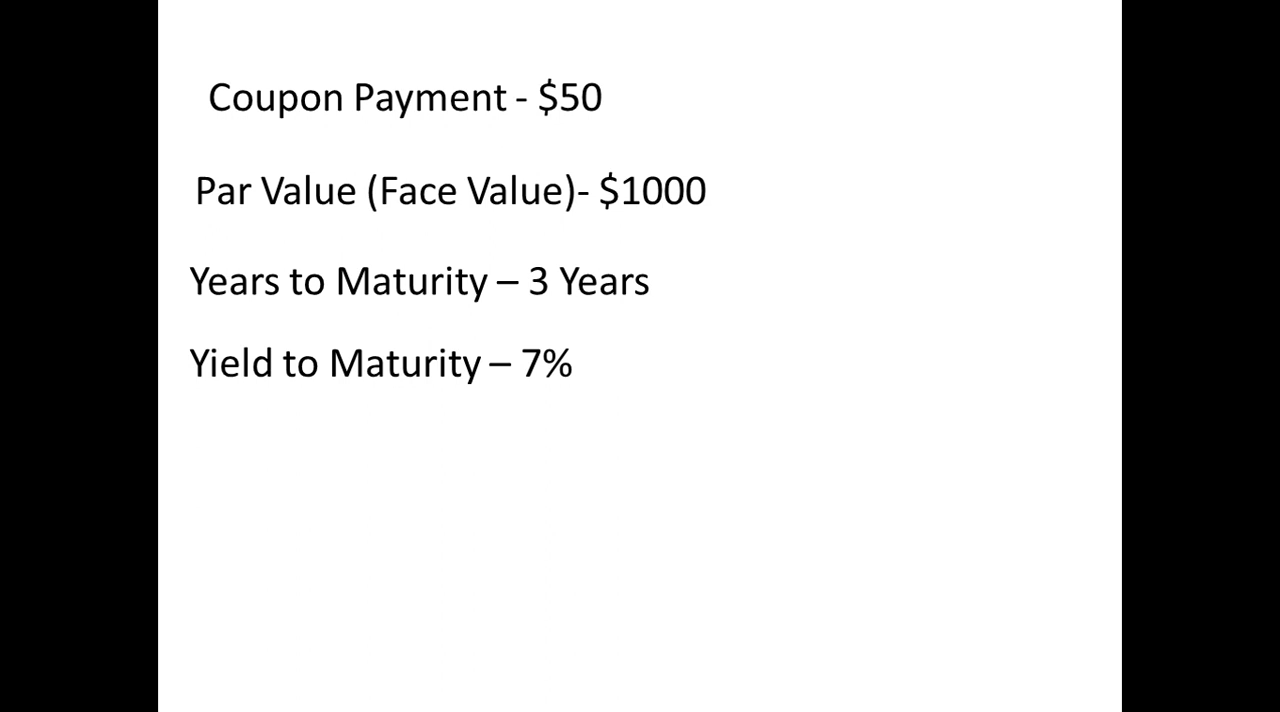 Coupon Payment - $50
Par Value (Face Value)- $1000
Years to Maturity – 3 Years
Yield to Maturity – 7%